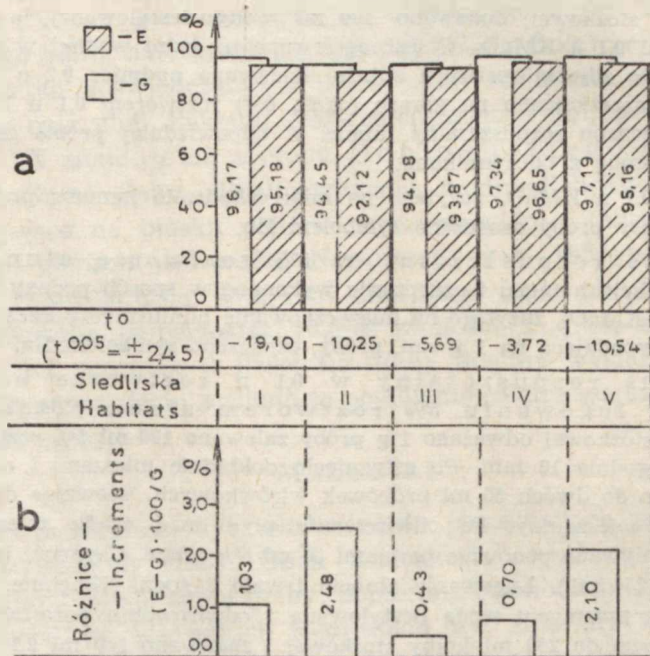 %
- E
- G
100
80
60
40
20
0
a
96,17
95,18
94,45
92,12
94,28
93,87
97,34
96,65
97,19
95,16
t°
(t 0,05 = ± 2,45)
-19,10
-10,25
-5,69
-3,72
-10,54
Siedliska
Habitats
I
II
III
IV
V
b
Różnice -
- Increments
(E - G) · 100/G
%
3,0
2,0
1,0
0,0
1,03
2,48
0,43
0,70
2,10